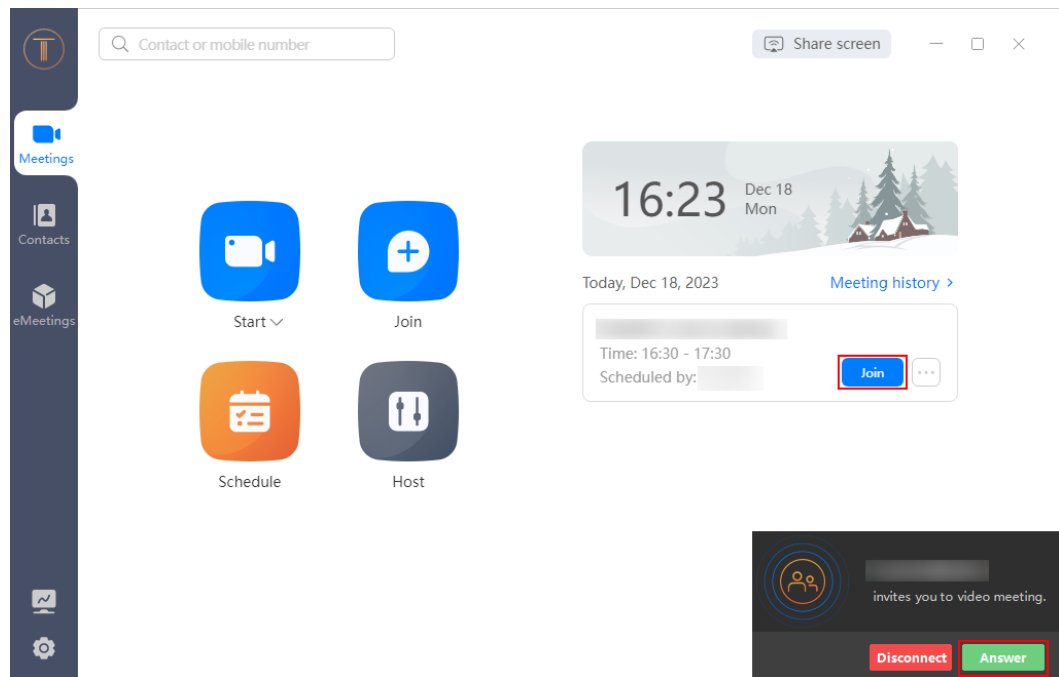 Contact or mobile number
Share screen
Meetings
Contacts
eMeetings
Start
Join
Schedule
Host
16:23
Dec 18
Mon
Today, Dec 18, 2023
Meeting history
Time: 16:30 - 17:30
Scheduled by:
Join
invites you to video meeting.
Disconnect
Answer